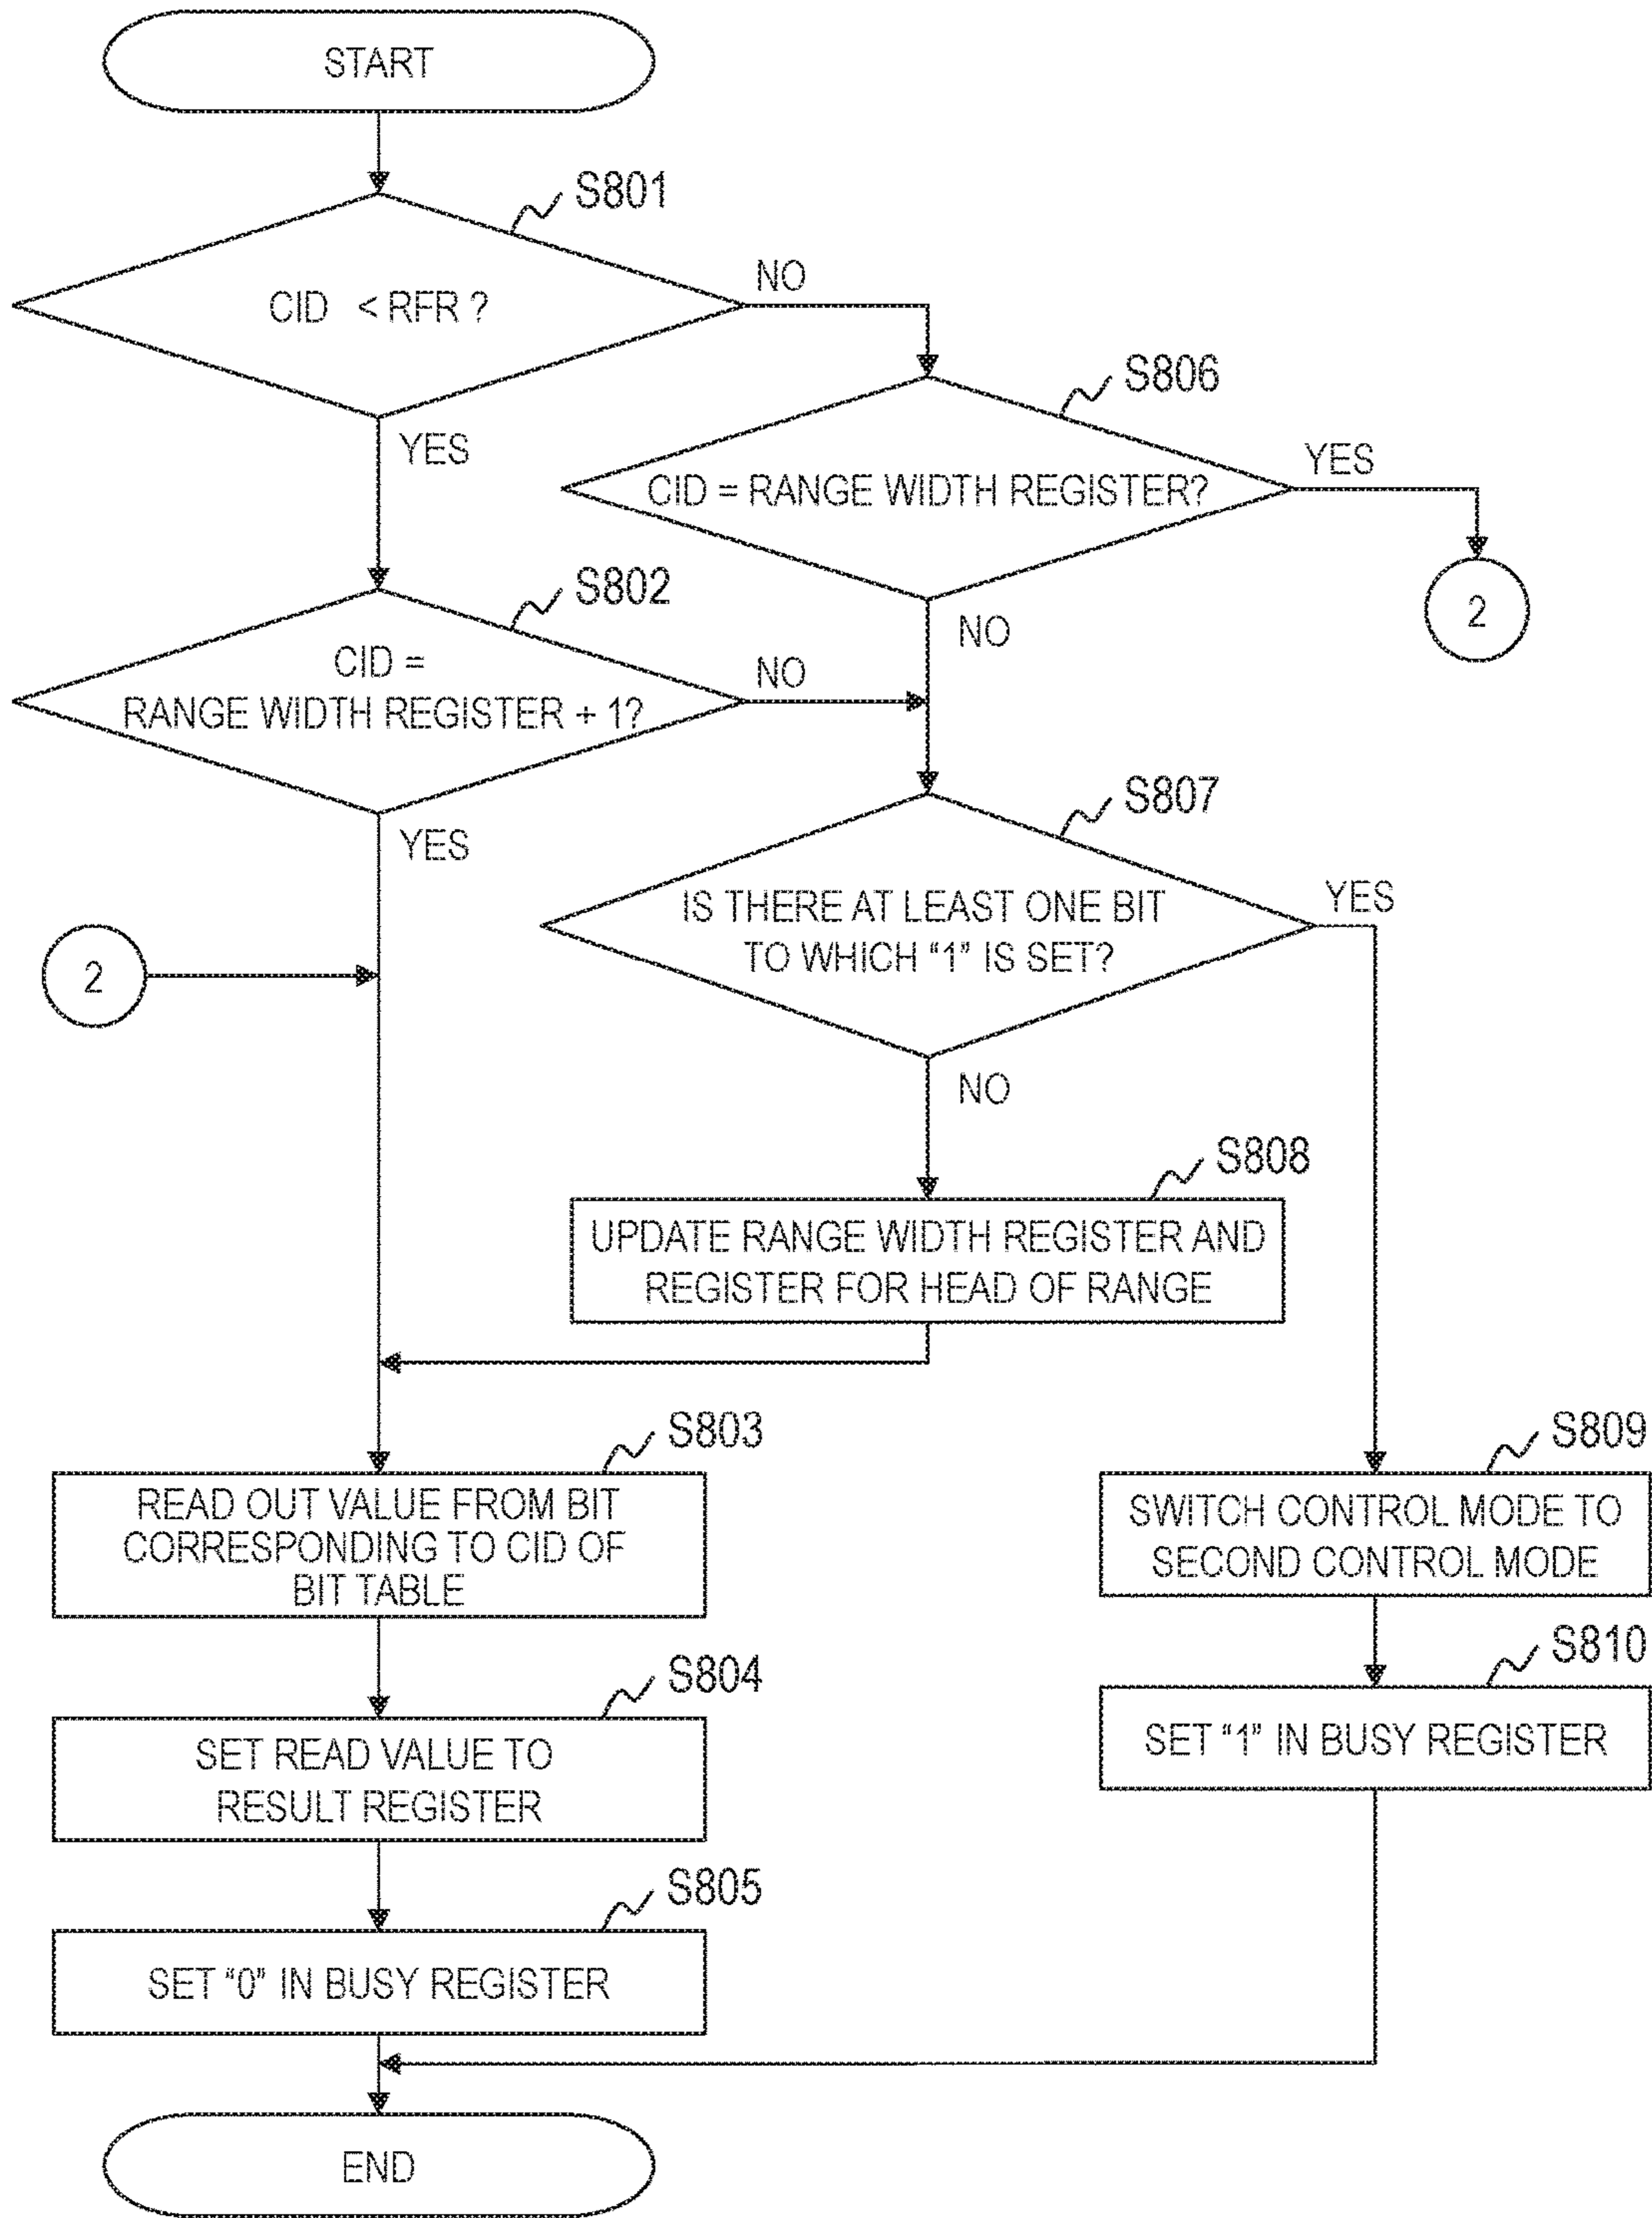 START
S801
CID < RFR ?
NO
YES
S806
CID = RANGE WIDTH REGISTER?
YES
2
NO
S802
CID =
RANGE WIDTH REGISTER + 1?
NO
YES
S807
IS THERE AT LEAST ONE BIT
TO WHICH “1” IS SET?
YES
NO
2
S808
UPDATE RANGE WIDTH REGISTER AND
REGISTER FOR HEAD OF RANGE
S803
READ OUT VALUE FROM BIT
CORRESPONDING TO CID OF
BIT TABLE
S809
SWITCH CONTROL MODE TO
SECOND CONTROL MODE
S804
SET READ VALUE TO
RESULT REGISTER
S810
SET “1” IN BUSY REGISTER
S805
SET “0” IN BUSY REGISTER
END